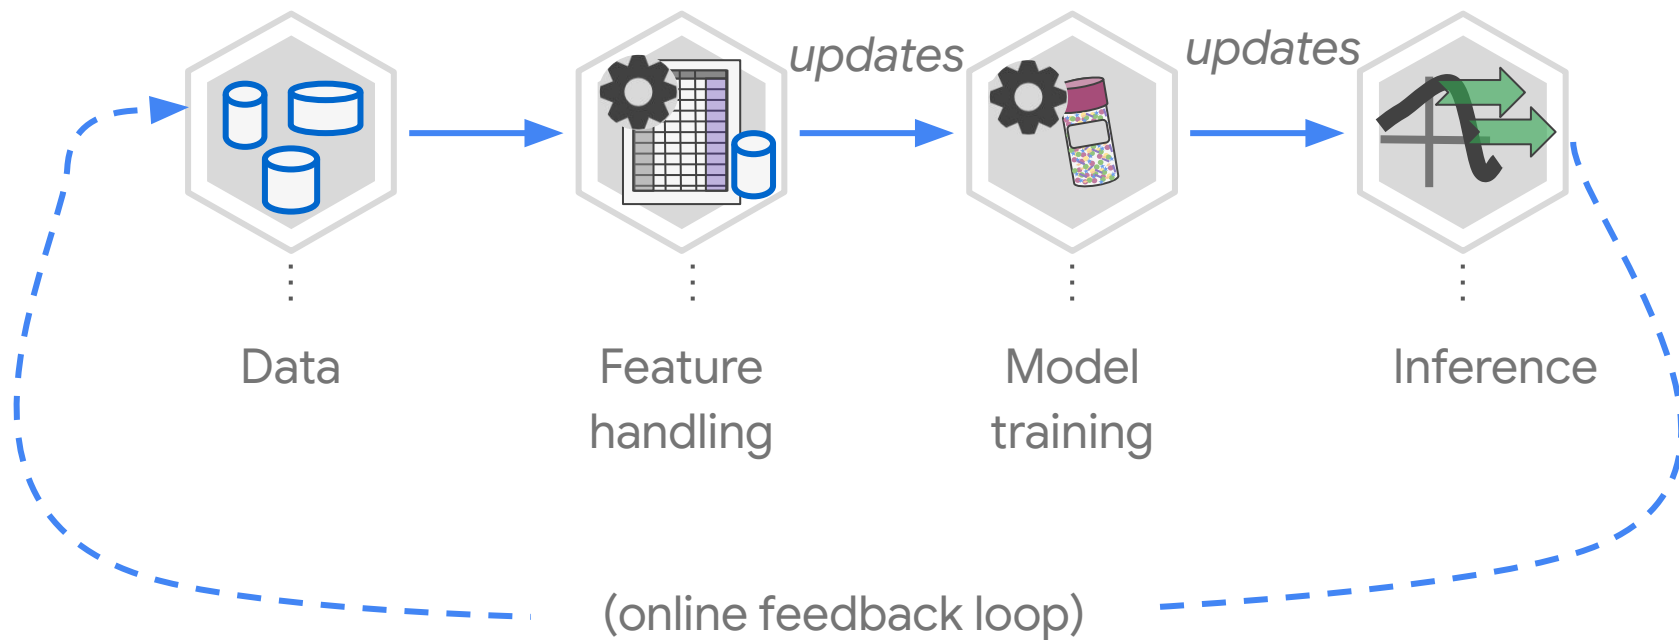 updates
updates
Data
Feature
handling
Model
training
Inference
(online feedback loop)